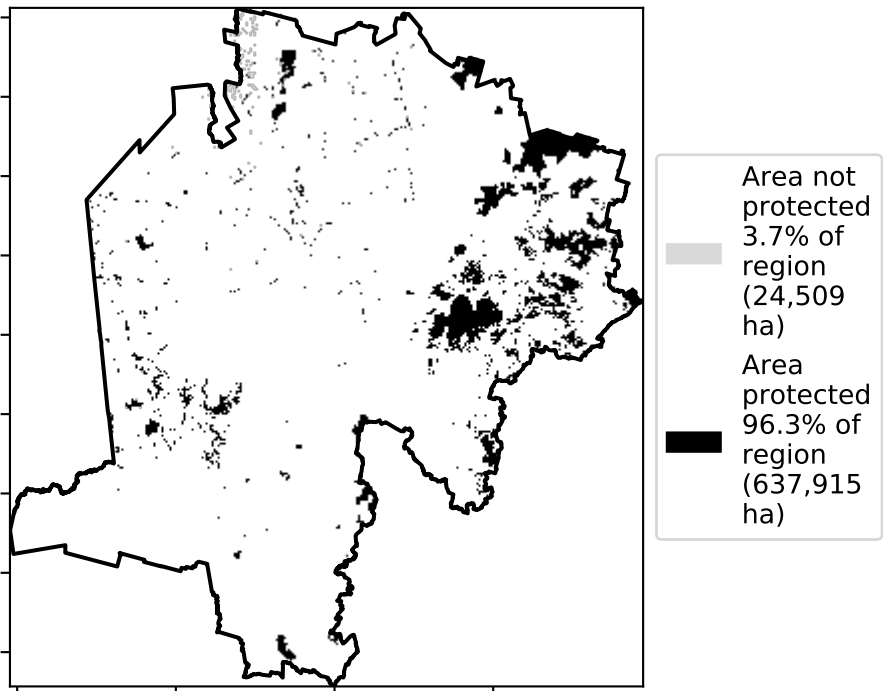 Area not
protected
3.7% of
region
(24,509
ha)
Area
protected
96.3% of
region
(637,915
ha)